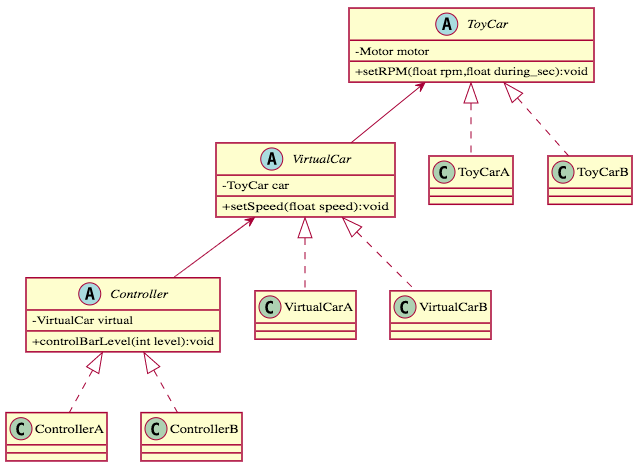 A ToyCar
-Motor motor
+setRPM(float rpm,float during_sec):void
A VirtualCar
-ToyCar car
+setSpeed(float speed):void
C ToyCarA
C ToyCarB
A Controller
-VirtualCar virtual
+controlBarLevel(int level):void
C VirtualCarA
C VirtualCarB
C ControllerA
C ControllerB